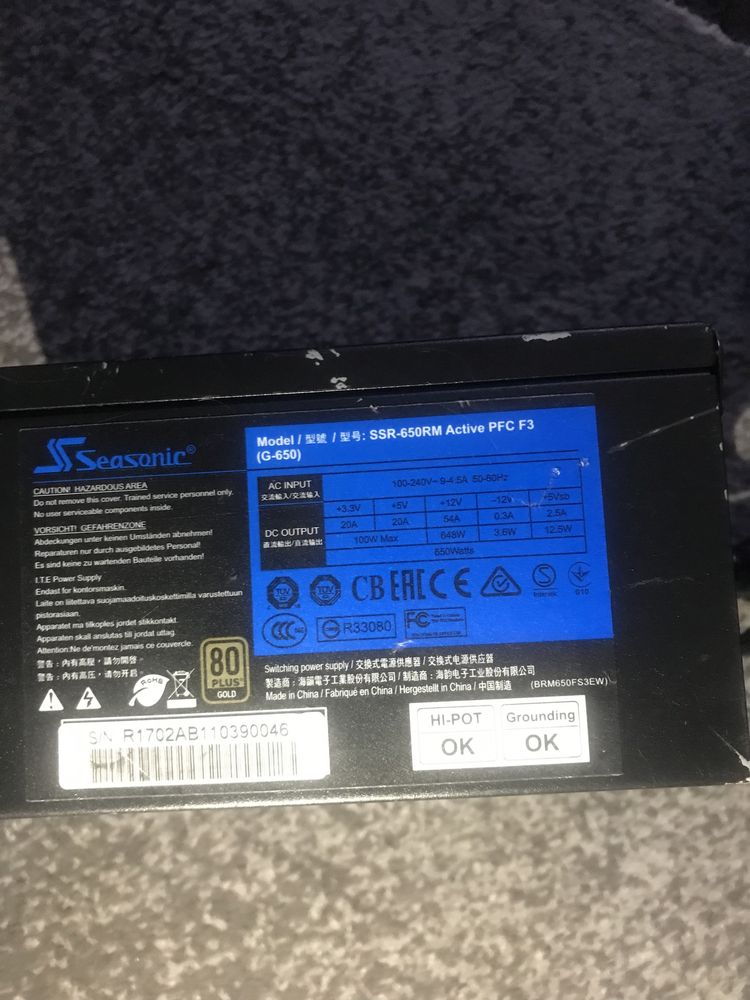 Seasonic®
CAUTION! HAZARDOUS AREA
Do not remove this cover. Trained service personnel only.
No user serviceable components inside.
VORSICHT! GEFAHRENZONE
Abdeckungen unter keinen Umständen abnehmen!
Reparaturen nur durch ausgebildetes Personal!
Es sind keine zu wartenden Bauteile vorhanden!
I.T.E Power Supply
Endast for kontorsmaskin.
Laite on liitettava suojamaadoituskoskettimilla varustettuun
pistorasiaan.
Apparatet ma tilkoples jordet stikkontakt.
Apparaten skall anslutas till jordat uttag.
Attention:Ne de'montez jamais ce couvercle.
警告：內有高壓，請勿開啓
警告：内有高压，请勿开启
RoHS
80
PLUS®
GOLD
S/N R1702AB110390046
Model / 型號 / 型号: SSR-650RM Active PFC F3
(G-650)
AC INPUT 100-240V~ 9-4.5A 50-60Hz
交流輸入/交流输入
DC OUTPUT +3.3V +5V +12V -12V +5Vsb
直流輸出/直流输出 20A 20A 54A 0.3A 2.5A
100W Max 648W 3.6W 12.5W
650Watts
TÜV TÜV CB EAC CE S
Intertek 010
CCC R33080 FC
Switching power supply / 交換式電源供應器 / 交换式电源供应器
製造商：海韻電子工業股份有限公司 / 制造商：海韵电子工业股份有限公司
Made in China / Fabriqué en China / Hergestellt in China / 中国制造 (BRM650FS3EW)
HI-POT
OK
Grounding
OK